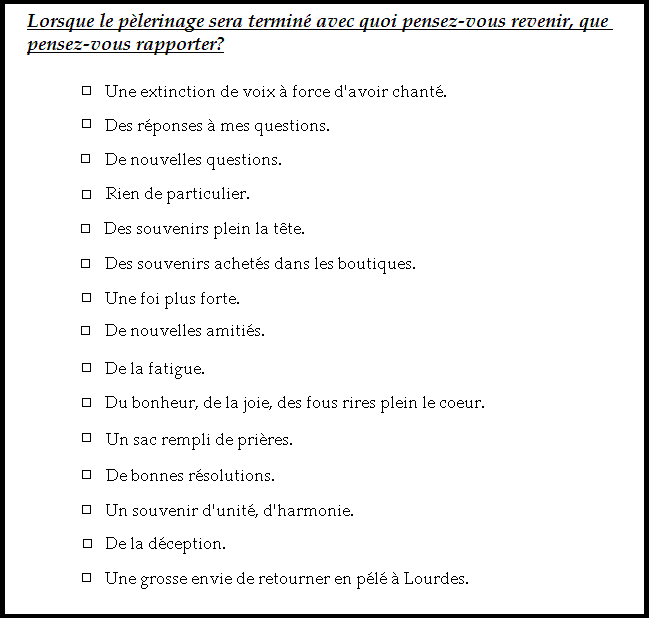 Lorsque le pèlerinage sera terminé avec quoi pensez-vous revenir, que
pensez-vous rapporter?
Une extinction de voix à force d'avoir chanté.
Des réponses à mes questions.
De nouvelles questions.
Rien de particulier.
Des souvenirs plein la tête.
Des souvenirs achetés dans les boutiques.
Une foi plus forte.
De nouvelles amitiés.
De la fatigue.
Du bonheur, de la joie, des fous rires plein le coeur.
Un sac rempli de prières.
De bonnes résolutions.
Un souvenir d'unité, d'harmonie.
De la déception.
Une grosse envie de retourner en pélé à Lourdes.